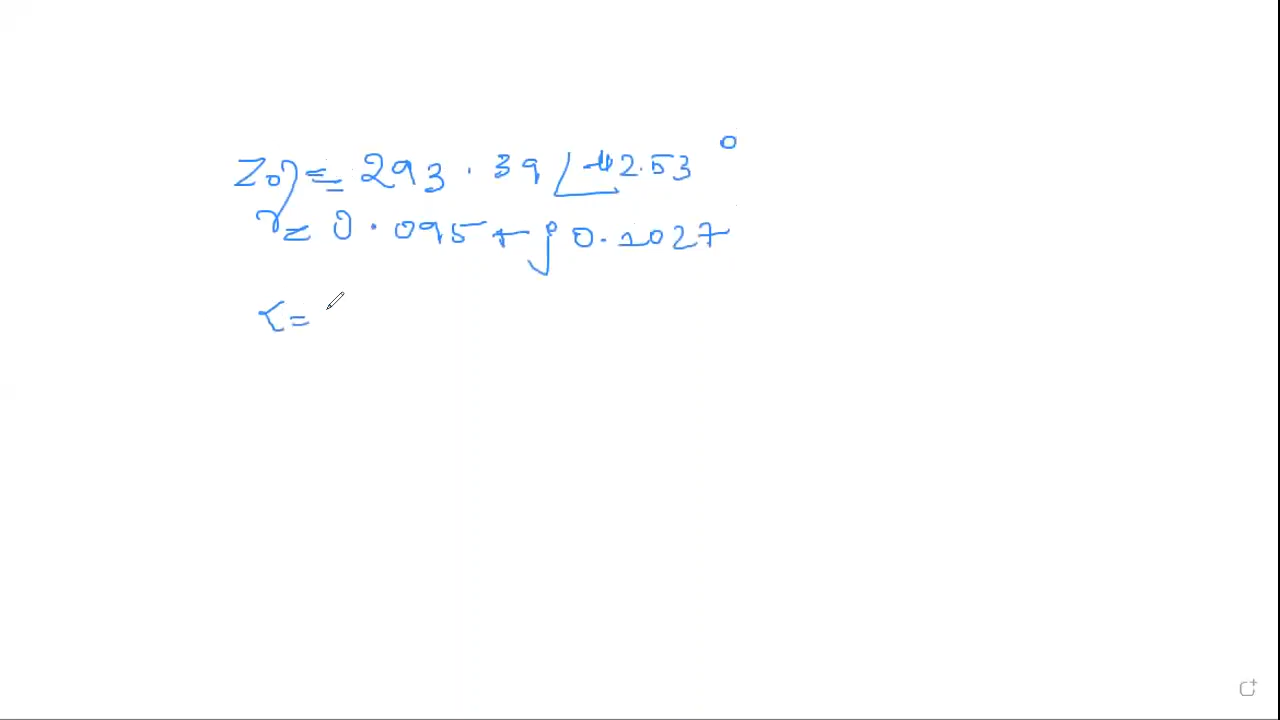 Z0 = 293.39 ∠-42.53°
γ = 0.095 + j 0.1027
τ =